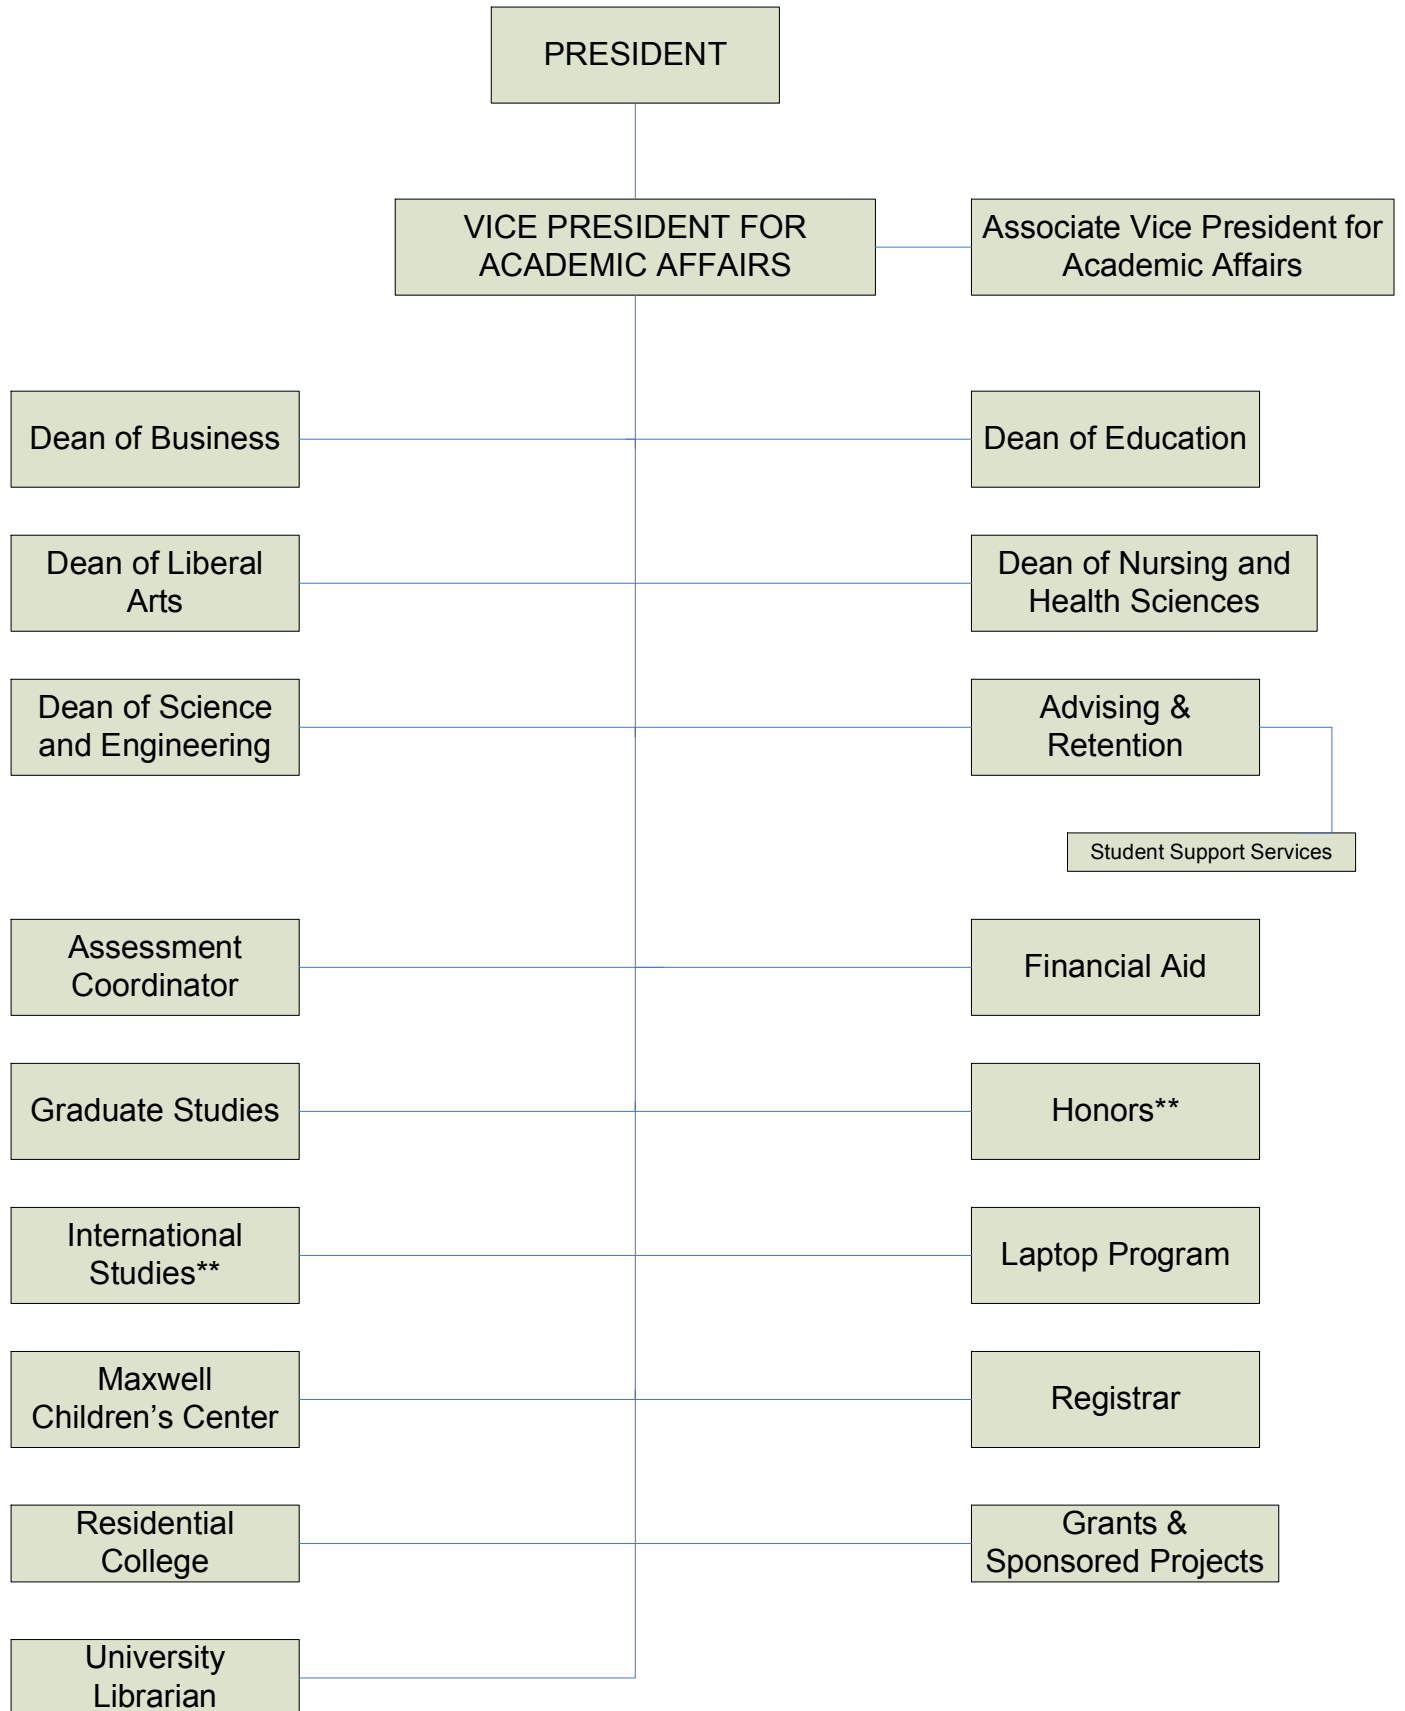 PRESIDENT
VICE PRESIDENT FOR
ACADEMIC AFFAIRS
Associate Vice President for
Academic Affairs
Dean of Business
Dean of Education
Dean of Liberal
Arts
Dean of Nursing and
Health Sciences
Dean of Science
and Engineering
Advising &
Retention
Student Support Services
Assessment
Coordinator
Financial Aid
Graduate Studies
Honors**
International
Studies**
Laptop Program
Maxwell
Children’s Center
Registrar
Residential
College
Grants &
Sponsored Projects
University
Librarian